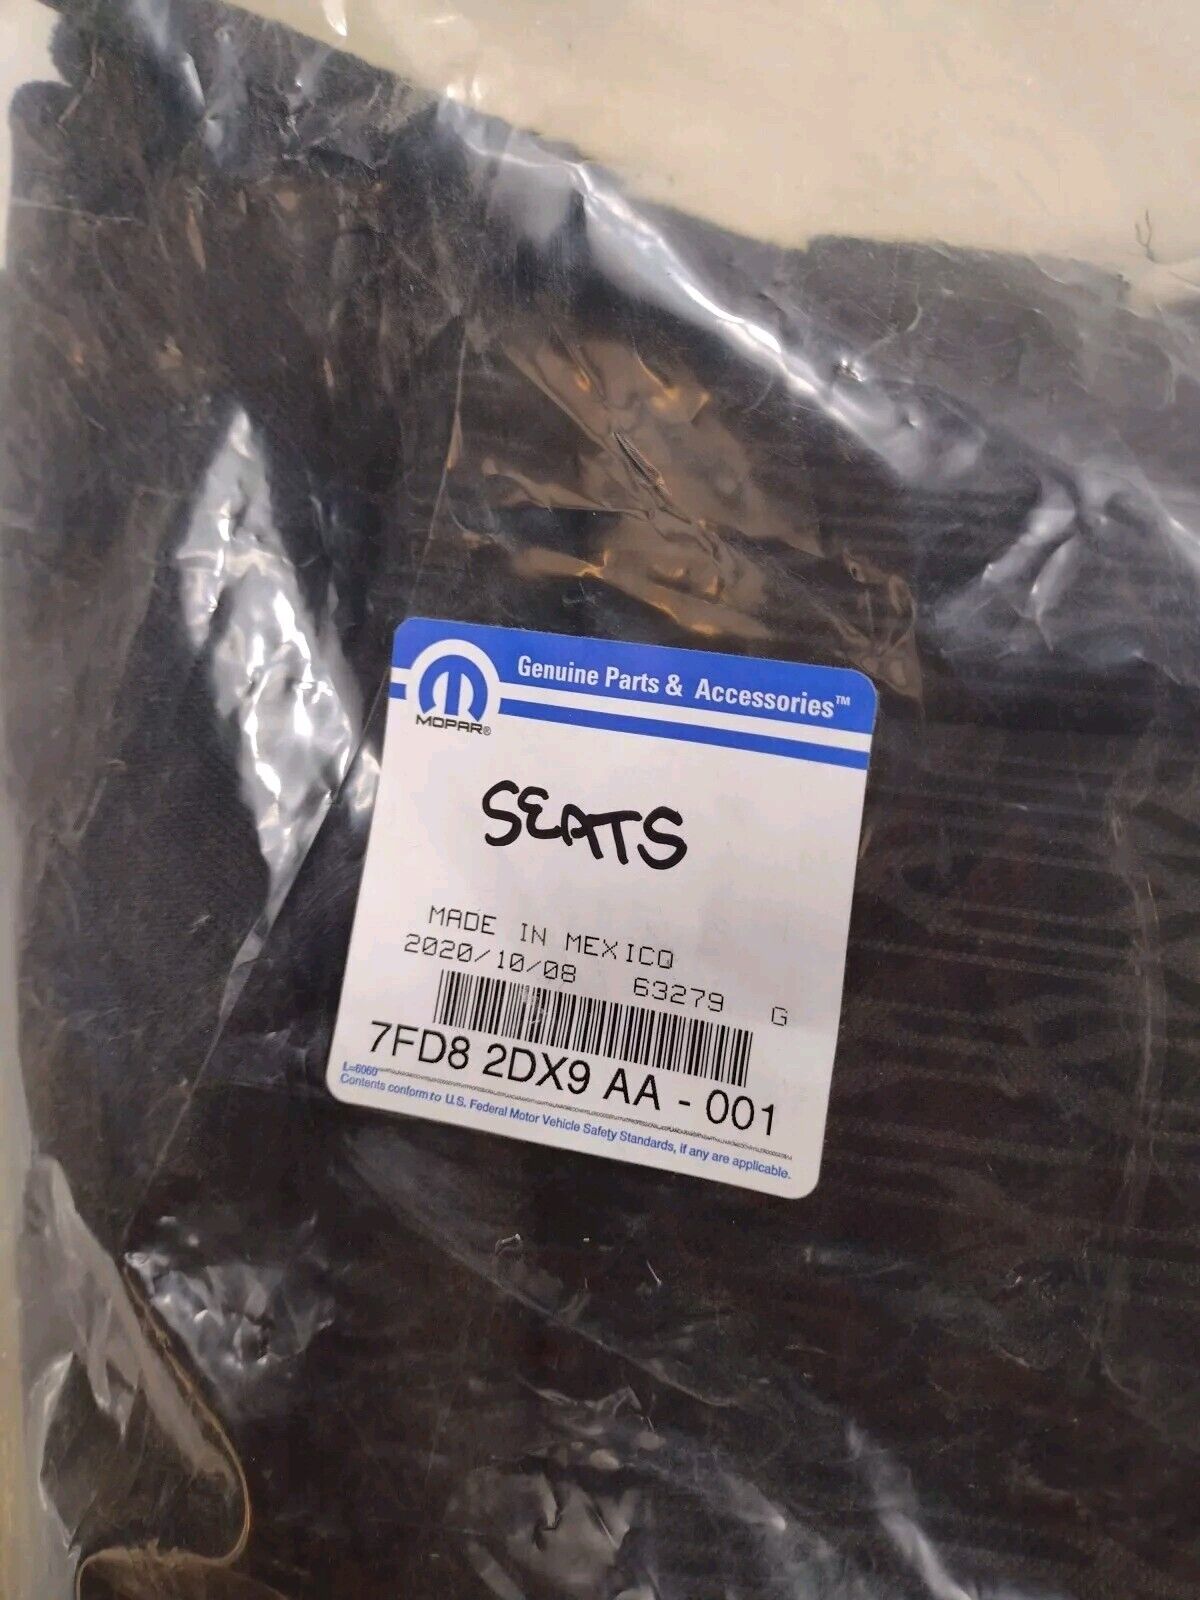 Genuine Parts & Accessories™
MOPAR®
SEATS
MADE IN MEXICO
2020/10/08 63279 G
7FD8 2DX9 AA - 001
L=6060
Contents conform to U.S. Federal Motor Vehicle Safety Standards, if any are applicable.